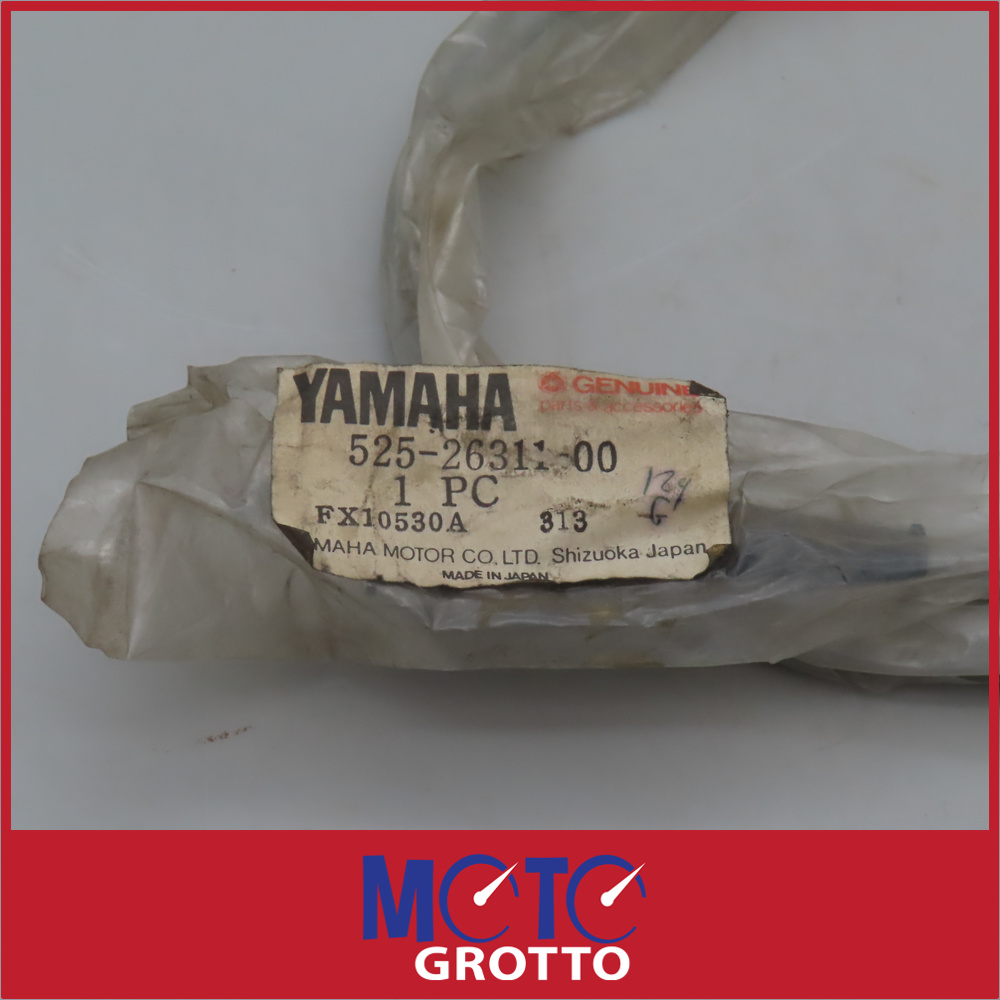 YAMAHA GENUINE
parts & accessories
525-26311-00
1 PC
FX10530A 313
MAHA MOTOR CO., LTD. Shizuoka Japan
MADE IN JAPAN
MOTO
GROTTO